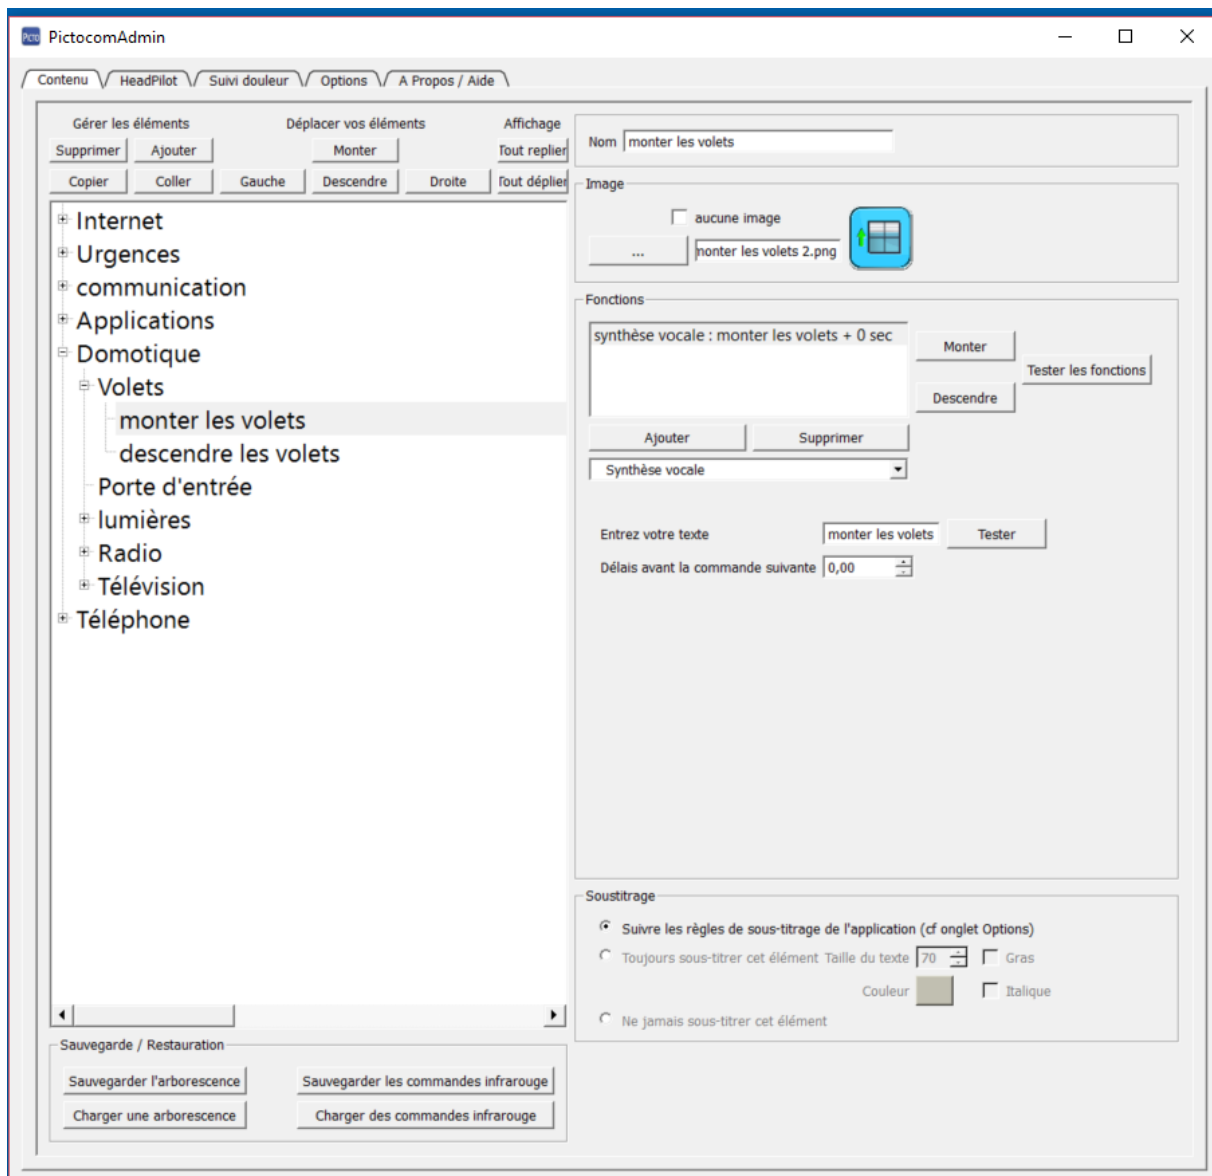 Picto PictocomAdmin
Contenu HeadPilot Suivi douleur Options A Propos / Aide
Gérer les éléments Déplacer vos éléments Affichage
Supprimer Ajouter Monter Tout replier
Copier Coller Gauche Descendre Droite Tout déplier
Internet
Urgences
communication
Applications
Domotique
Volets
monter les volets
descendre les volets
Porte d'entrée
lumières
Radio
Télévision
Téléphone
Sauvegarde / Restauration
Sauvegarder l'arborescence Sauvegarder les commandes infrarouge
Charger une arborescence Charger des commandes infrarouge
Nom monter les volets
Image
aucune image
... monter les volets 2.png
Fonctions
synthèse vocale : monter les volets + 0 sec
Monter
Tester les fonctions
Descendre
Ajouter Supprimer
Synthèse vocale
Entrez votre texte monter les volets Tester
Délais avant la commande suivante 0,00
Soustitrage
Suivre les règles de sous-titrage de l'application (cf onglet Options)
Toujours sous-titrer cet élément Taille du texte 70 Gras
Couleur Italique
Ne jamais sous-titrer cet élément